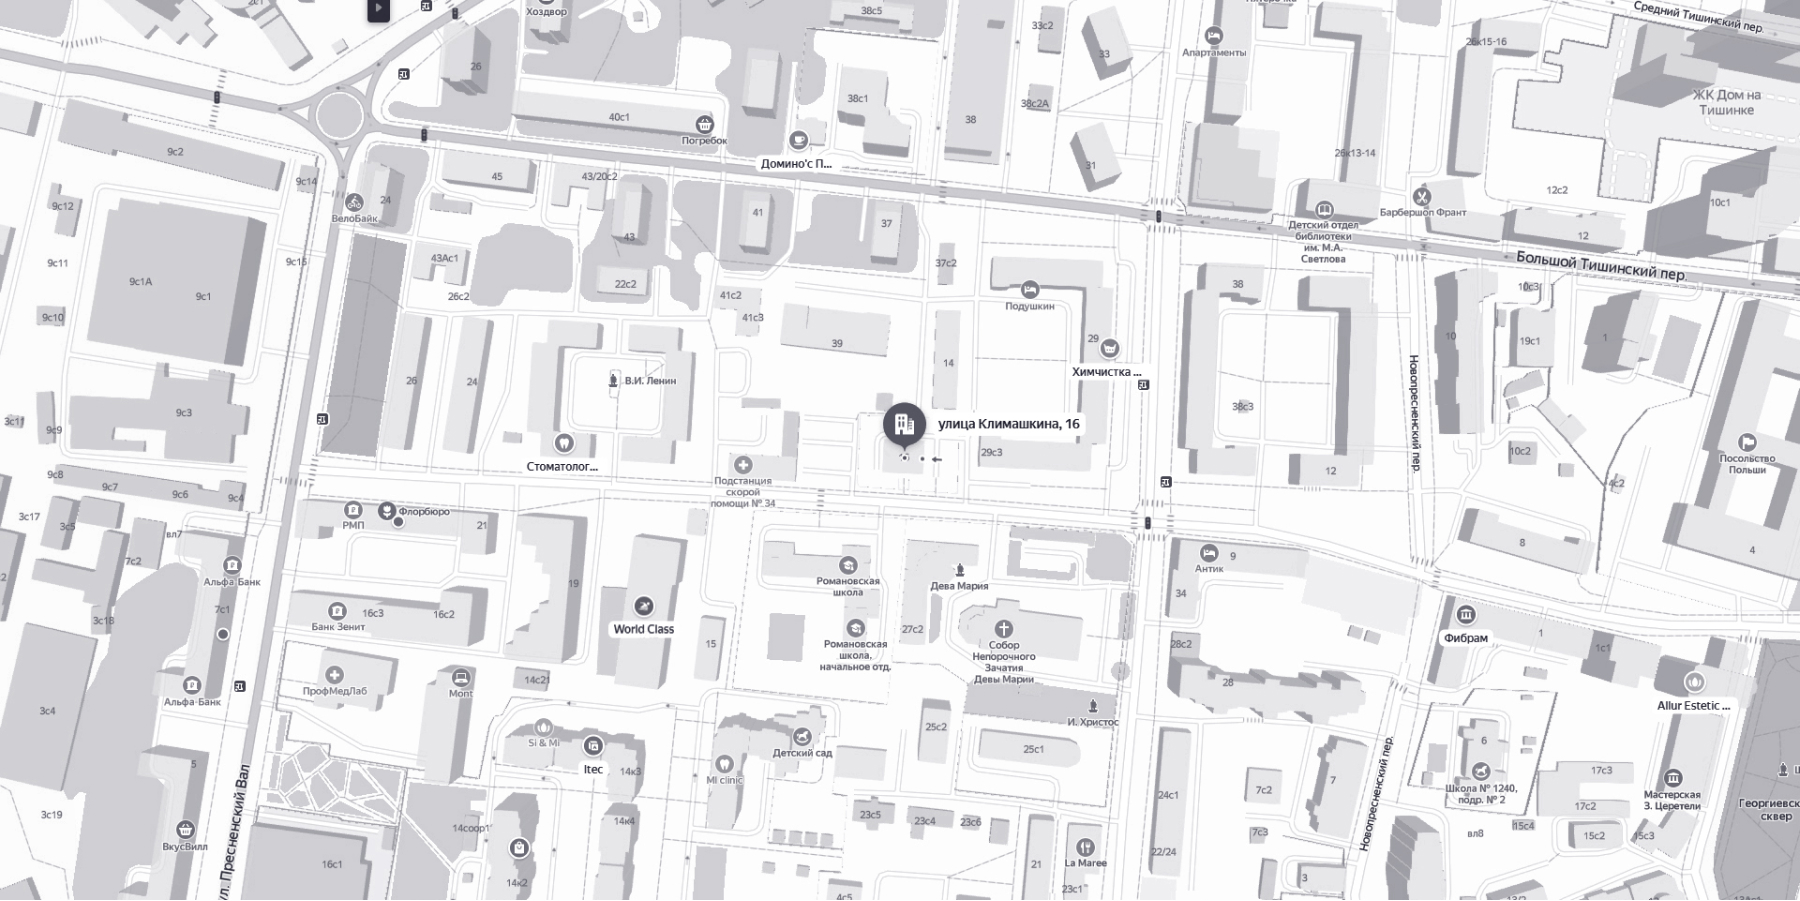 Хоздвор
38с5
33с2
33
Апартаменты
26к15-16
Средний Тишинский пер.
26
38с1
38с2А
ЖК Дом на
Тишинке
40с1
Погребок
38
9с2
Домино'с П...
31
26к13-14
9с14
45
43/20с2
12с2
9с12
24
ВелоБайк
41
37
Барбершоп Франт
10с1
43
Детский отдел
библиотеки
им. М.А.
Светлова
12
9с11
9с15
43Ас1
37с2
Большой Тишинский пер.
9с1А
9с1
26с2
22с2
41с2
Подушкин
38
10с3
9с10
41с3
39
29
10
19с1
1
14
Химчистка ...
26
24
В.И. Ленин
Новопресненский пер.
38с3
9с3
3с11
9с9
улица Климашкина, 16
29с3
10с2
Посольство
Польши
Стоматолог...
12
9с8
9с7
9с6
9с4
Подстанция
скорой
помощи № 34
4с2
3с17
3с5
РМП
Флорбюро
21
вл7
8
4
7с2
Альфа-Банк
19
Романовская
школа
Дева Мария
9
Антик
34
3с18
7с1
16с3
16с2
Банк Зенит
World Class
15
27с2
Романовская
школа,
начальное отд.
Собор
Непорочного
Зачатия
Девы Марии
28с2
Фибрам
1
1с1
ПрофМедЛаб
Mont
14с21
28
Альфа-Банк
3с4
И. Христос
Allur Estetic ...
Si & Mi
25с2
25с1
Детский сад
6
5
Itec
14к3
MI clinic
7
17с3
Школа № 1240,
подр. № 2
Мастерская
З. Церетели
7с2
24с1
Новопресненский пер.
17с2
Георгиевск
сквер
3с19
23с5
23с4
23с6
14к4
7с3
вл8
15с4
15с2
15с3
ВкусВилл
ул. Пресненский Вал
16с1
22/24
21
La Maree
14к2
23с1
3
4с5